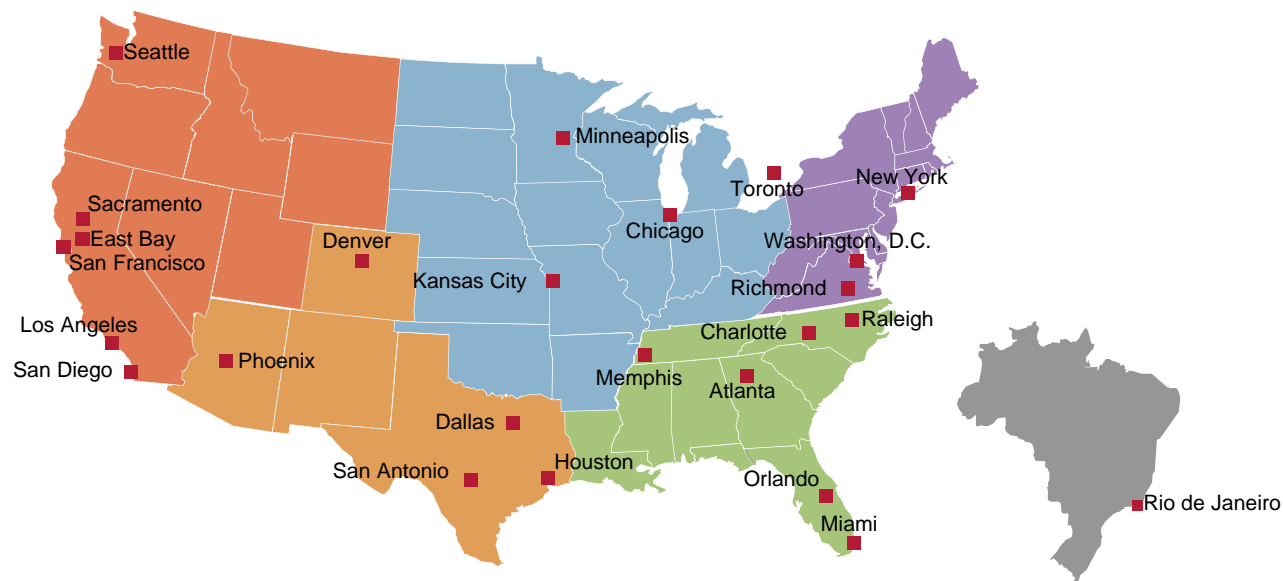 Seattle
Minneapolis
Toronto
New York
Sacramento
East Bay
San Francisco
Denver
Chicago
Washington, D.C.
Kansas City
Richmond
Los Angeles
Charlotte
Raleigh
San Diego
Phoenix
Memphis
Atlanta
Dallas
San Antonio
Houston
Orlando
Miami
Rio de Janeiro